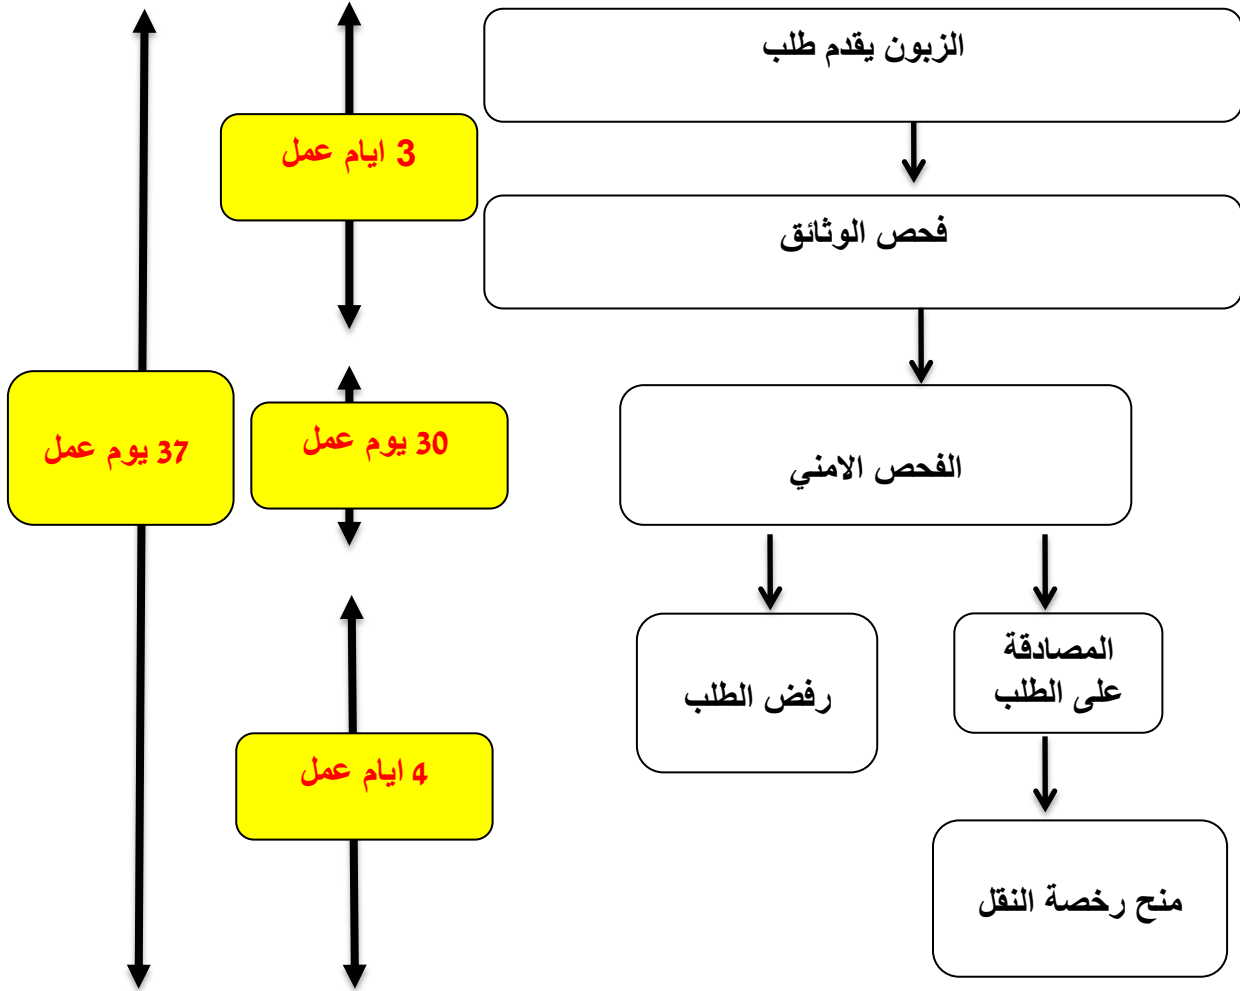 الزبون يقدم طلب
3 ايام عمل
فحص الوثائق
الفحص الامني
30 يوم عمل
37 يوم عمل
المصادقة
على الطلب
رفض الطلب
4 ايام عمل
منح رخصة النقل